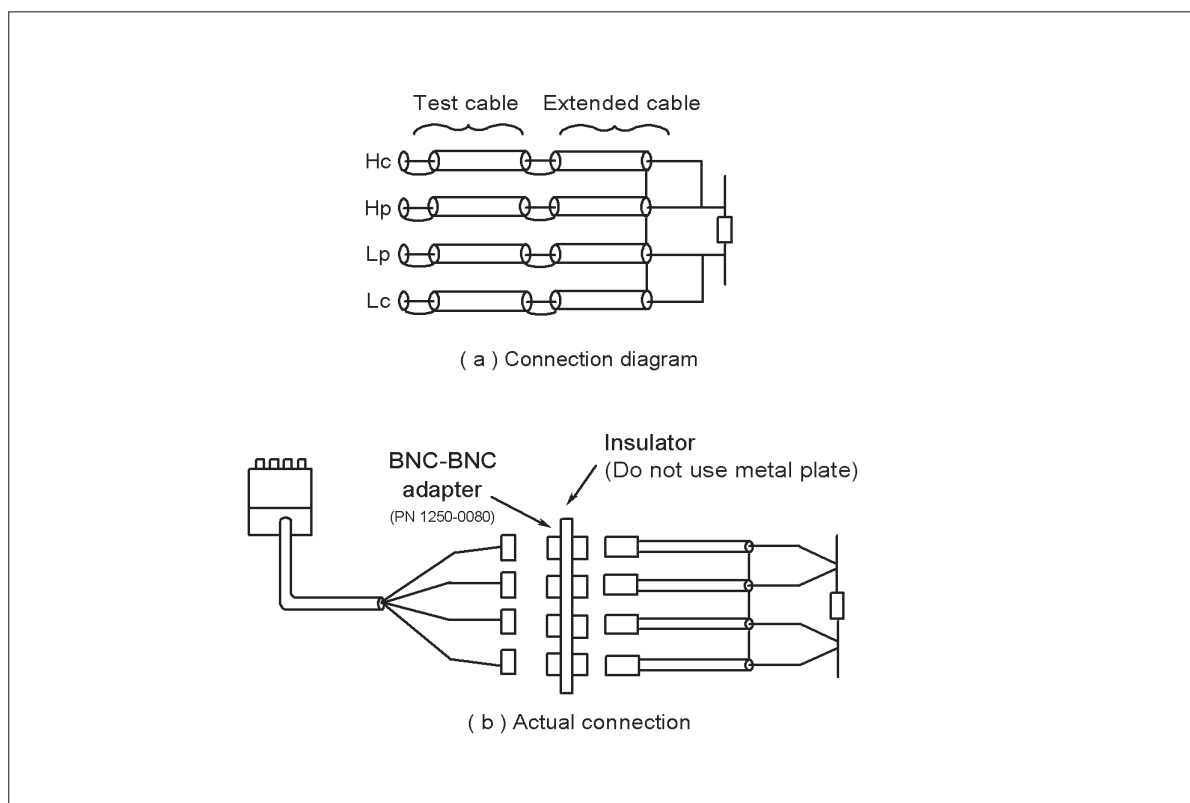 Test cable Extended cable
Hc
Hp
Lp
Lc
( a ) Connection diagram
Insulator
(Do not use metal plate)
BNC-BNC
adapter
(PN 1250-0080)
( b ) Actual connection